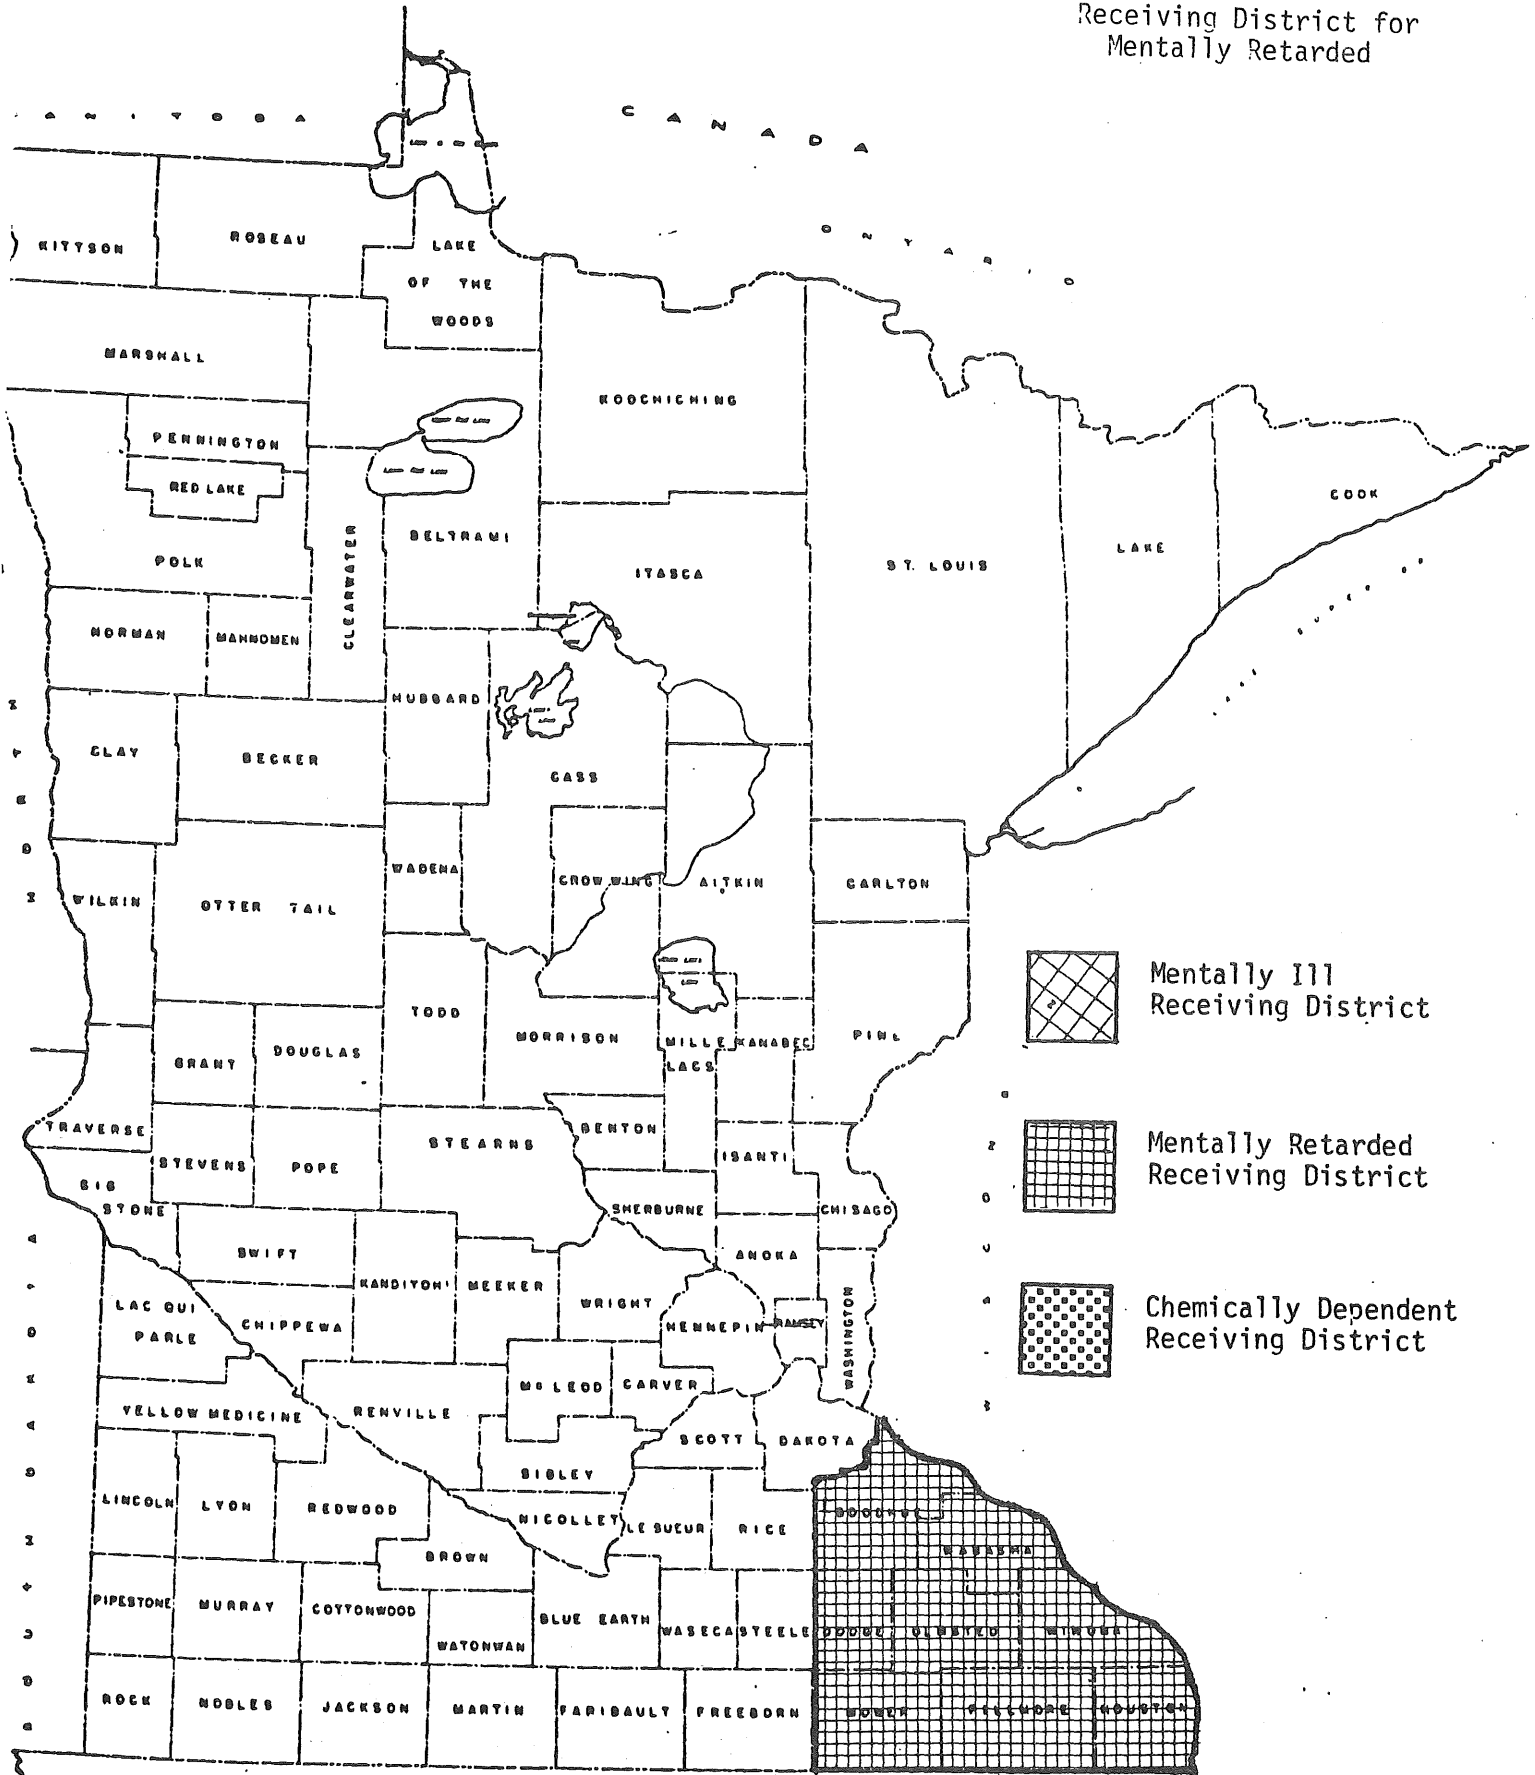 Receiving District for
Mentally Retarded
CANADA
ONTARIO
KITTSON
ROSEAU
LAKE
OF THE
WOODS
MARSHALL
KOOCHICHING
PENNINGTON
RED LAKE
COOK
BELTRAMI
CLEARWATER
LAKE
POLK
ITASCA
ST. LOUIS
NORMAN
MAHNOMEN
HUBBARD
CLAY
BECKER
CASS
WADENA
CROW WING
AITKIN
CARLTON
WILKIN
OTTER TAIL
Mentally Ill
Receiving District
TODD
MORRISON
MILLE
LACS
KANABEC
PINE
GRANT
DOUGLAS
TRAVERSE
STEARNS
BENTON
ISANTI
Mentally Retarded
Receiving District
STEVENS
POPE
BIG
STONE
SHERBURNE
CHISAGO
SWIFT
ANOKA
KANDIYOHI
MEEKER
WRIGHT
LAC QUI
PARLE
CHIPPEWA
HENNEPIN
RAMSEY
WASHINGTON
Chemically Dependent
Receiving District
McLEOD
CARVER
YELLOW MEDICINE
RENVILLE
SCOTT
DAKOTA
SIBLEY
LINCOLN
LYON
REDWOOD
NICOLLET
LE SUEUR
RICE
GOODHUE
WABASHA
BROWN
PIPESTONE
MURRAY
COTTONWOOD
WATONWAN
BLUE EARTH
WASECA
STEELE
DODGE
OLMSTED
WINONA
ROCK
NOBLES
JACKSON
MARTIN
FARIBAULT
FREEBORN
MOWER
FILLMORE
HOUSTON